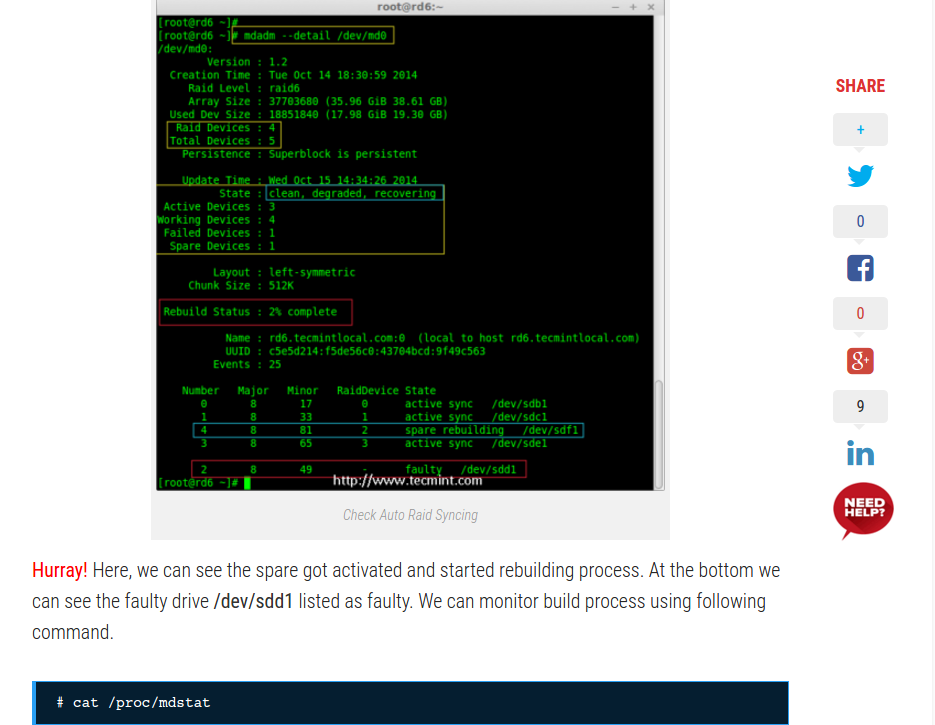 root@rd6:~
[root@rd6 ~]#
[root@rd6 ~]# mdadm --detail /dev/md0
/dev/md0:
Version : 1.2
Creation Time : Tue Oct 14 18:30:59 2014
Raid Level : raid6
Array Size : 37703680 (35.96 GiB 38.61 GB)
Used Dev Size : 18851840 (17.98 GiB 19.30 GB)
Raid Devices : 4
Total Devices : 5
Persistence : Superblock is persistent
Update Time : Wed Oct 15 14:34:26 2014
State : clean, degraded, recovering
Active Devices : 3
Working Devices : 4
Failed Devices : 1
Spare Devices : 1
Layout : left-symmetric
Chunk Size : 512K
Rebuild Status : 2% complete
Name : rd6.tecmintlocal.com:0 (local to host rd6.tecmintlocal.com)
UUID : c5e5d214:f5de56c0:43704bcd:9f49c563
Events : 25
Number Major Minor RaidDevice State
0 8 17 0 active sync /dev/sdb1
1 8 33 1 active sync /dev/sdc1
4 8 81 2 spare rebuilding /dev/sdf1
3 8 65 3 active sync /dev/sde1
2 8 49 - faulty /dev/sdd1
[root@rd6 ~]#
http://www.tecmint.com
Check Auto Raid Syncing
Hurray! Here, we can see the spare got activated and started rebuilding process. At the bottom we
can see the faulty drive /dev/sdd1 listed as faulty. We can monitor build process using following
command.
# cat /proc/mdstat
SHARE
+
0
f
0
g+
9
in
NEED
HELP?